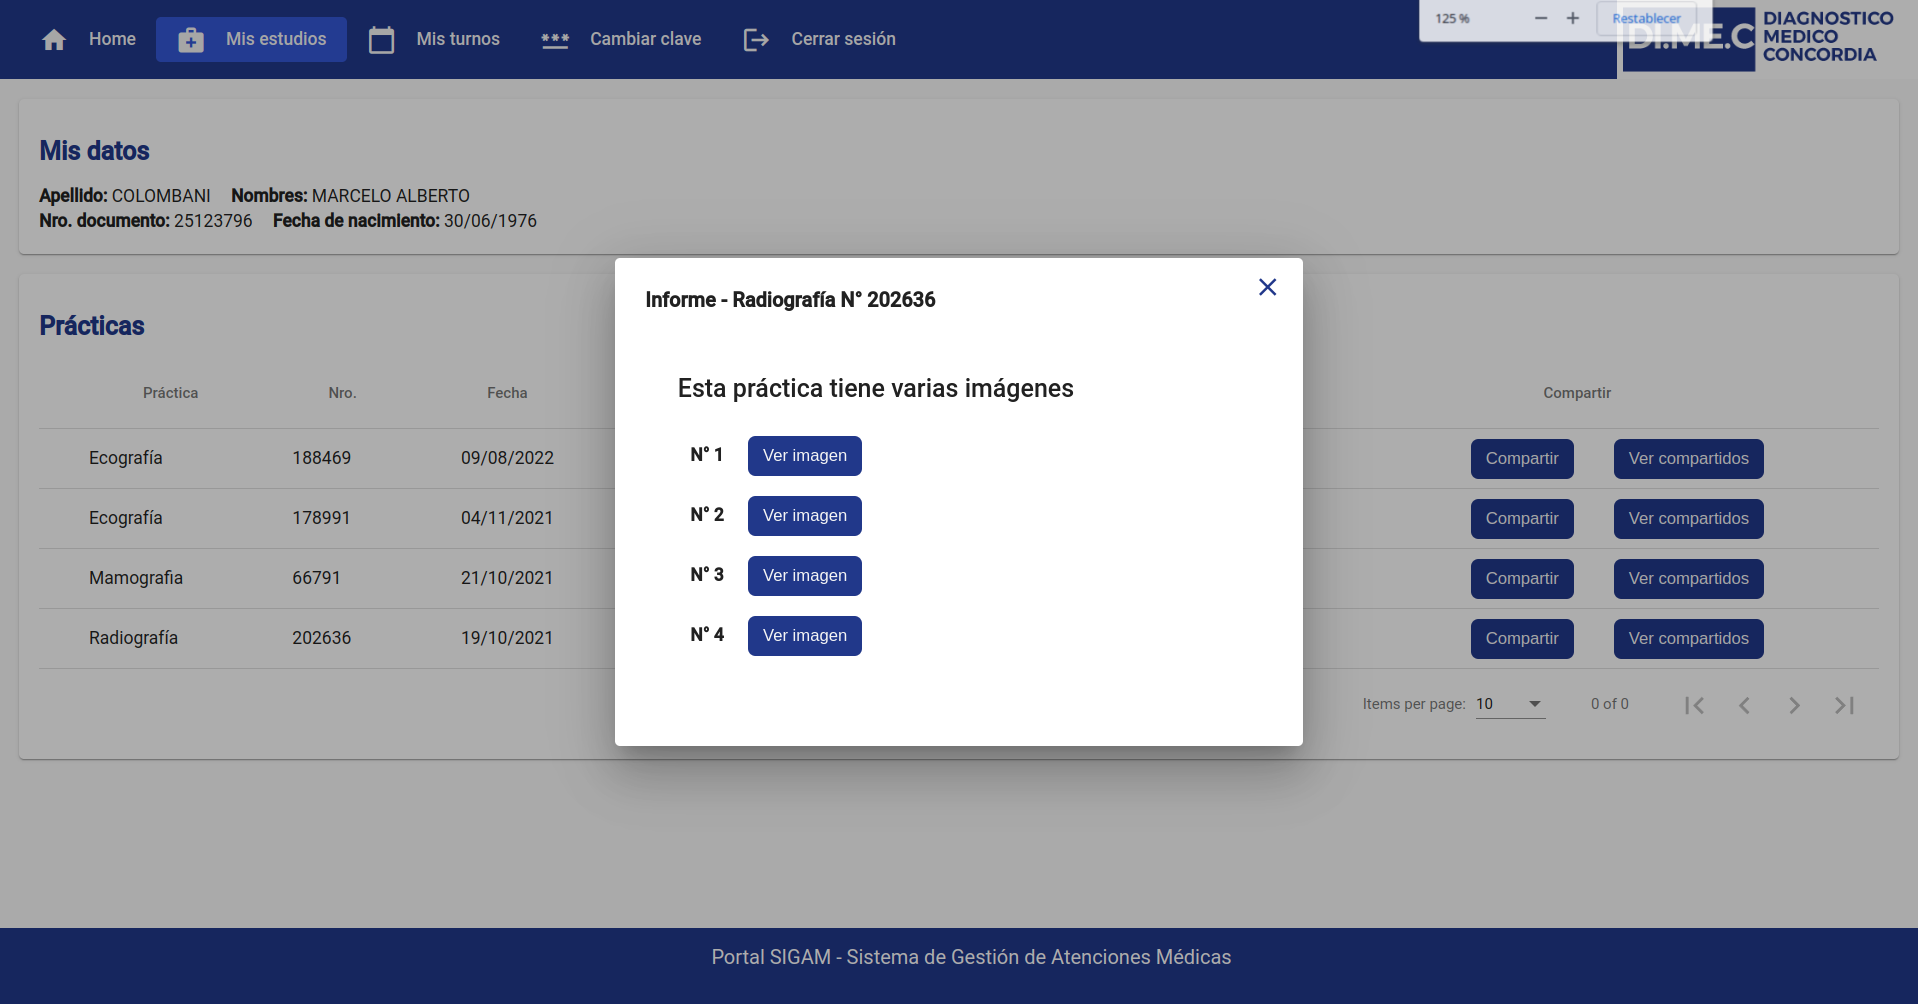 Home Mis estudios Mis turnos *** Cambiar clave Cerrar sesión
125 % − + Restablecer
DI.ME.C DIAGNOSTICO
MEDICO
CONCORDIA
Mis datos
Apellido: COLOMBANI Nombres: MARCELO ALBERTO
Nro. documento: 25123796 Fecha de nacimiento: 30/06/1976
Prácticas
Práctica Nro. Fecha Compartir
Ecografía 188469 09/08/2022 Compartir Ver compartidos
Ecografía 178991 04/11/2021 Compartir Ver compartidos
Mamografia 66791 21/10/2021 Compartir Ver compartidos
Radiografía 202636 19/10/2021 Compartir Ver compartidos
Items per page: 10 0 of 0
Informe - Radiografía N° 202636
Esta práctica tiene varias imágenes
N° 1 Ver imagen
N° 2 Ver imagen
N° 3 Ver imagen
N° 4 Ver imagen
Portal SIGAM - Sistema de Gestión de Atenciones Médicas